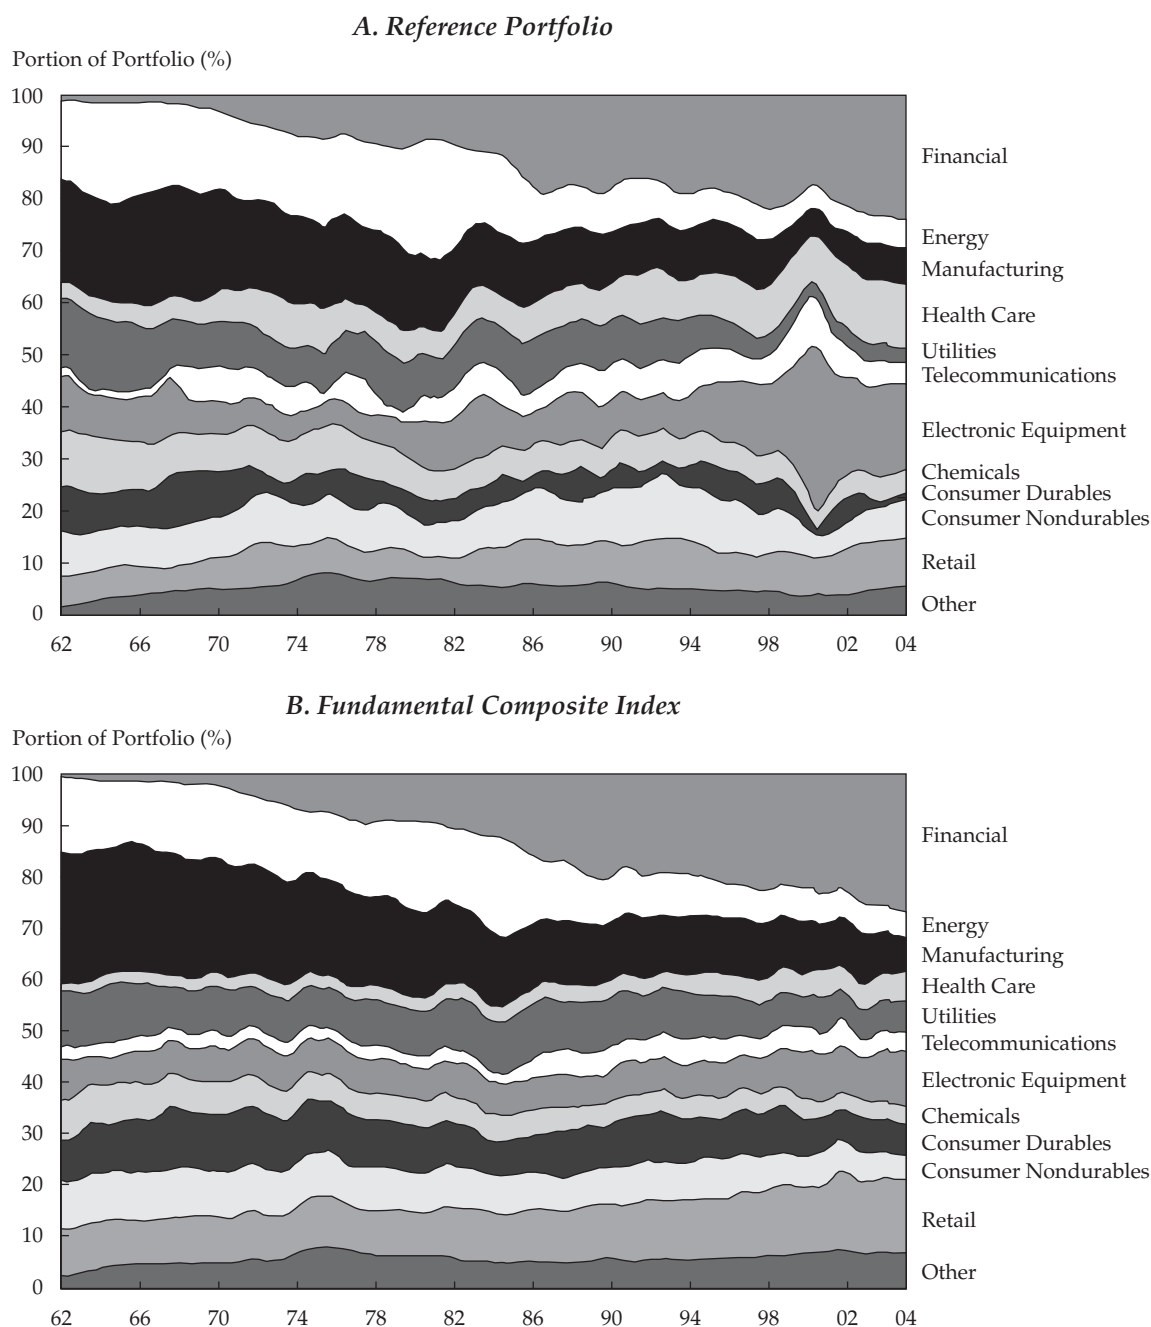 A. Reference Portfolio
Portion of Portfolio (%)
100
90
80
70
60
50
40
30
20
10
0
Financial
Energy
Manufacturing
Health Care
Utilities
Telecommunications
Electronic Equipment
Chemicals
Consumer Durables
Consumer Nondurables
Retail
Other
62 66 70 74 78 82 86 90 94 98 02 04
B. Fundamental Composite Index
Portion of Portfolio (%)
100
90
80
70
60
50
40
30
20
10
0
Financial
Energy
Manufacturing
Health Care
Utilities
Telecommunications
Electronic Equipment
Chemicals
Consumer Durables
Consumer Nondurables
Retail
Other
62 66 70 74 78 82 86 90 94 98 02 04